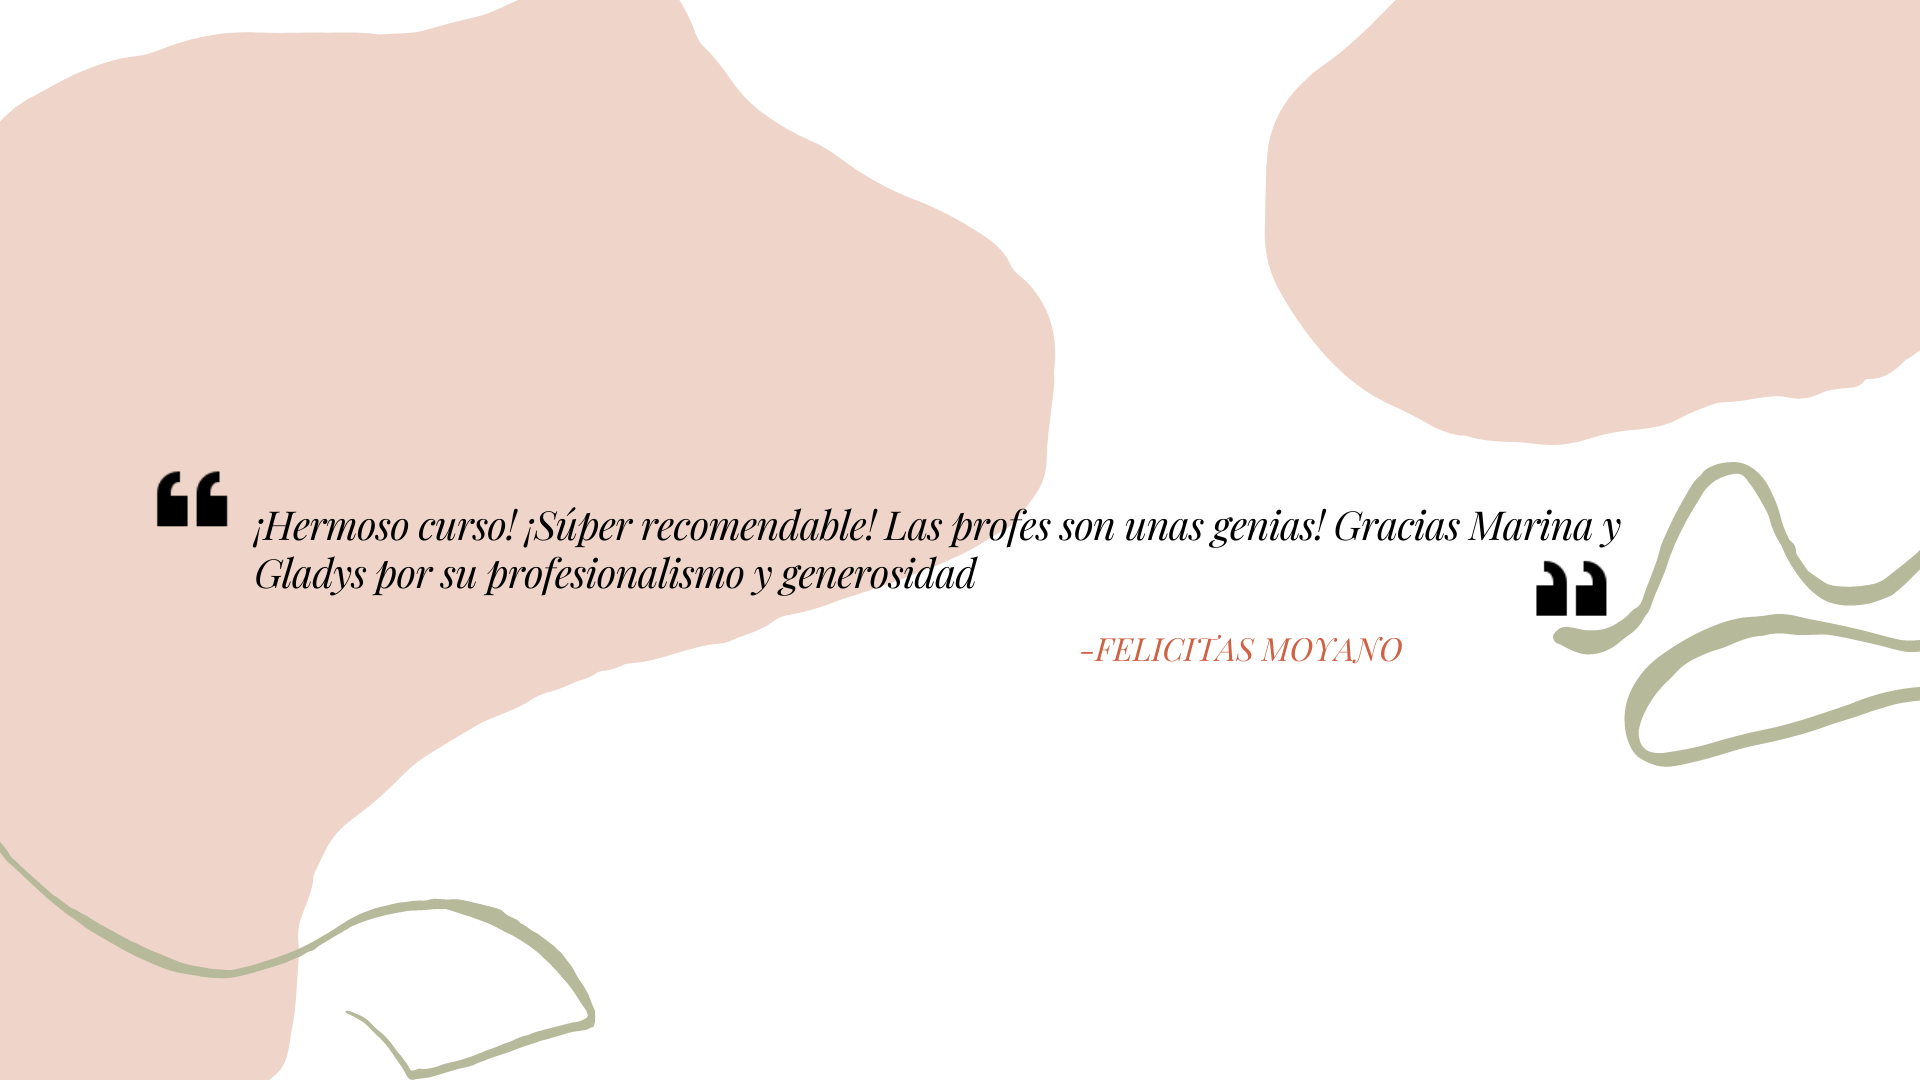 “ ¡Hermoso curso! ¡Súper recomendable! Las profes son unas genias! Gracias Marina y
Gladys por su profesionalismo y generosidad ”
-FELICITAS MOYANO